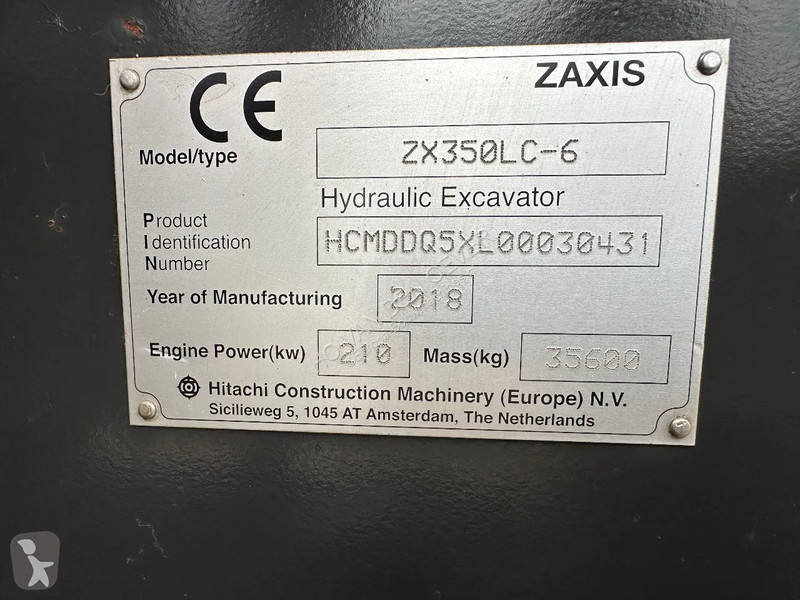 CE
ZAXIS
Model/type
ZX350LC-6
Hydraulic Excavator
Product
Identification
Number
HCMDDQ5XL00030431
Year of Manufacturing
2018
Engine Power(kw)
210
Mass(kg)
35600
Hitachi Construction Machinery (Europe) N.V.
Sicilieweg 5, 1045 AT Amsterdam, The Netherlands